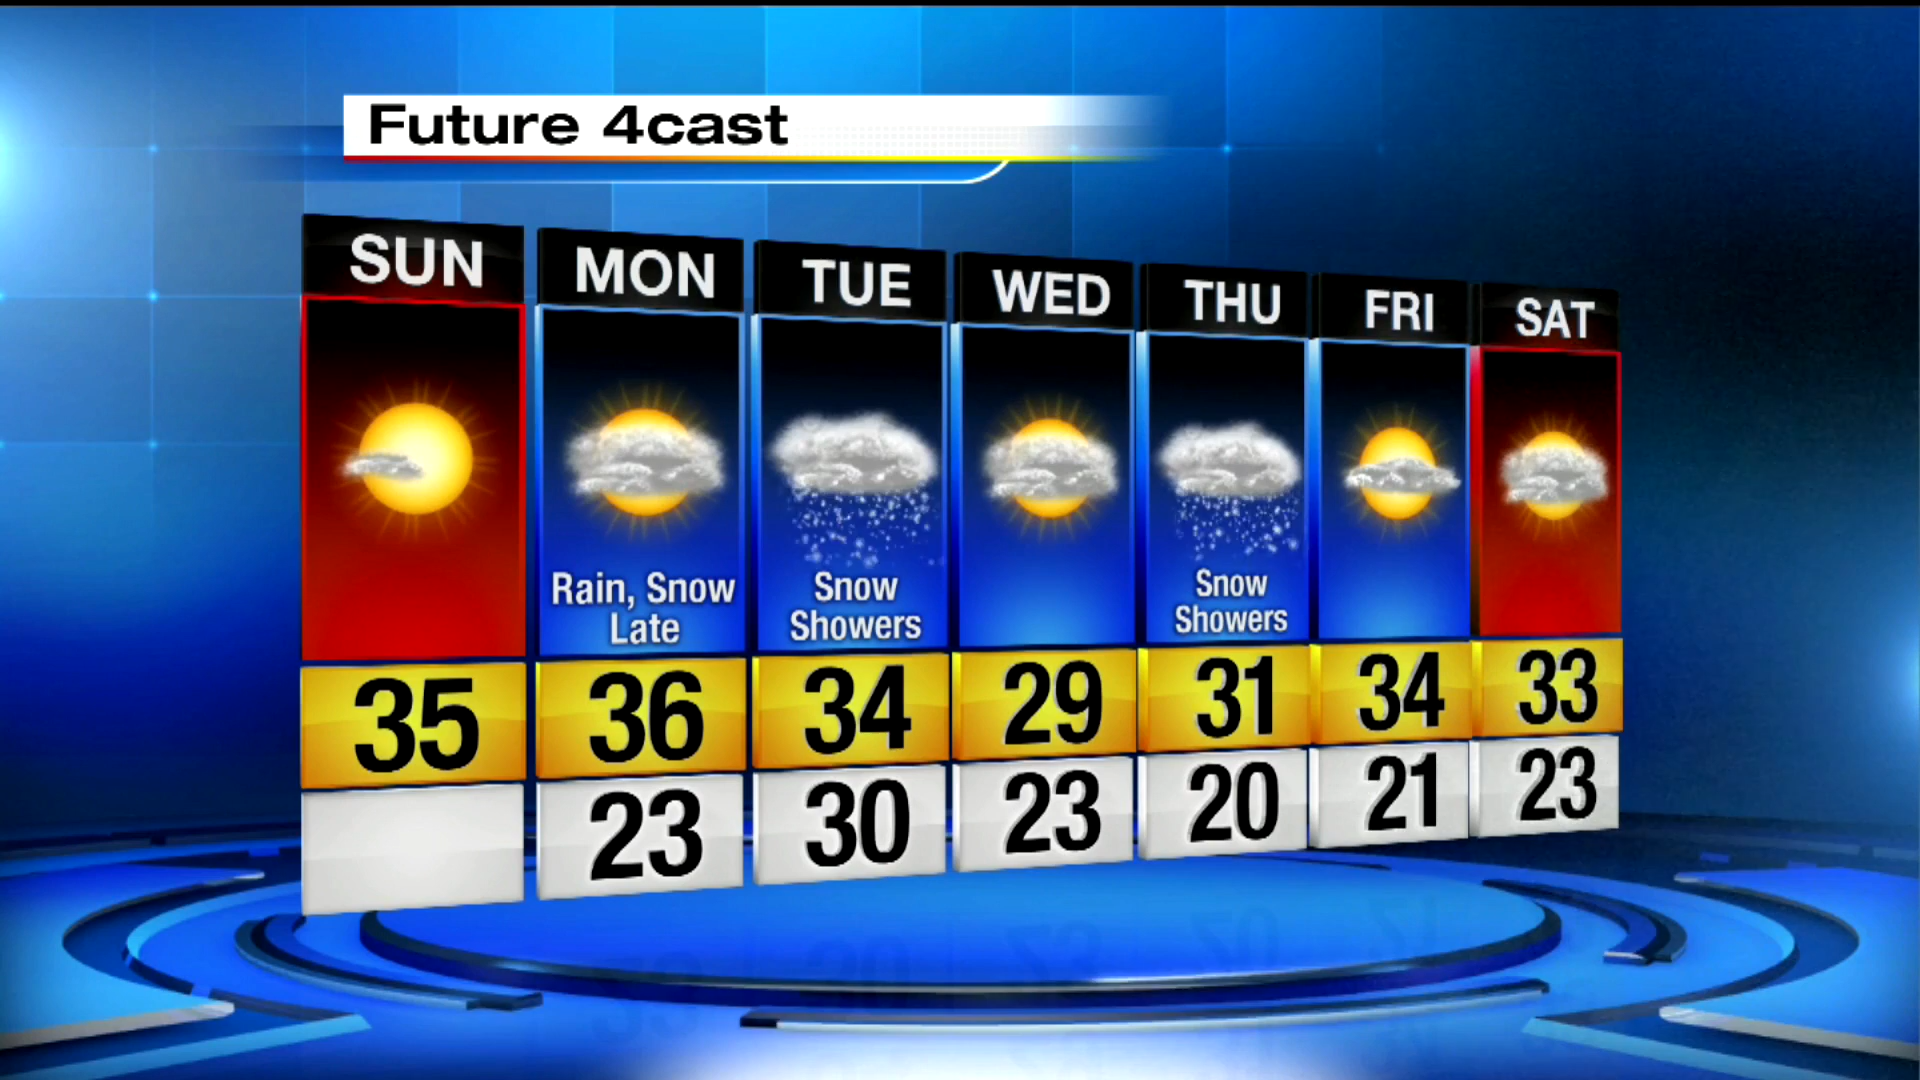 Future 4cast
SUN
MON
TUE
WED
THU
FRI
SAT
Rain, Snow
Late
Snow
Showers
Snow
Showers
35
36
34
29
31
34
33
23
30
23
20
21
23